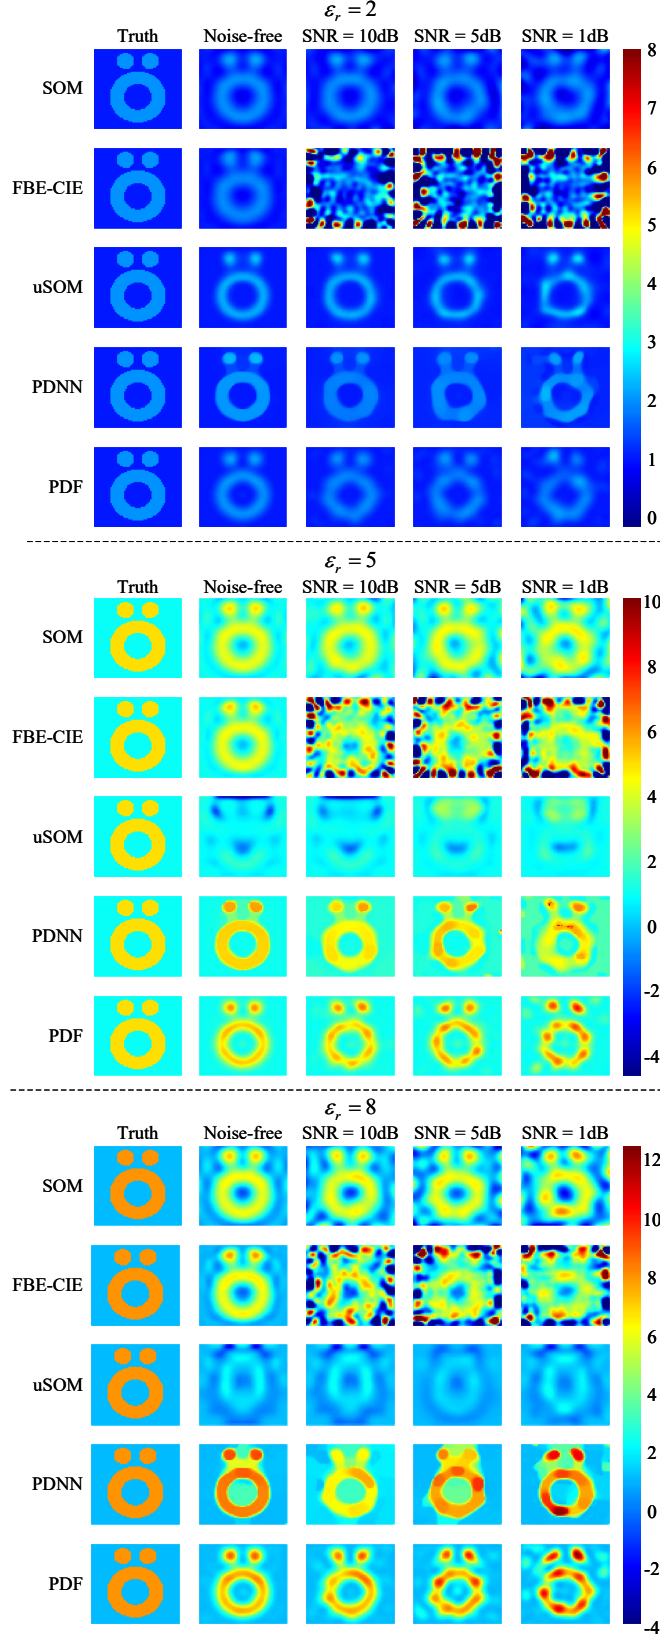 εr = 2
Truth Noise-free SNR = 10dB SNR = 5dB SNR = 1dB
SOM
FBE-CIE
uSOM
PDNN
PDF
8
7
6
5
4
3
2
1
0
εr = 5
Truth Noise-free SNR = 10dB SNR = 5dB SNR = 1dB
SOM
FBE-CIE
uSOM
PDNN
PDF
10
8
6
4
2
0
-2
-4
εr = 8
Truth Noise-free SNR = 10dB SNR = 5dB SNR = 1dB
SOM
FBE-CIE
uSOM
PDNN
PDF
12
10
8
6
4
2
0
-2
-4